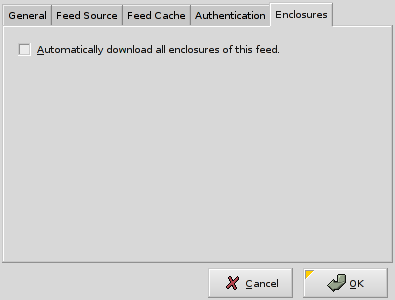 General Feed Source Feed Cache Authentication Enclosures
Automatically download all enclosures of this feed.
Cancel OK